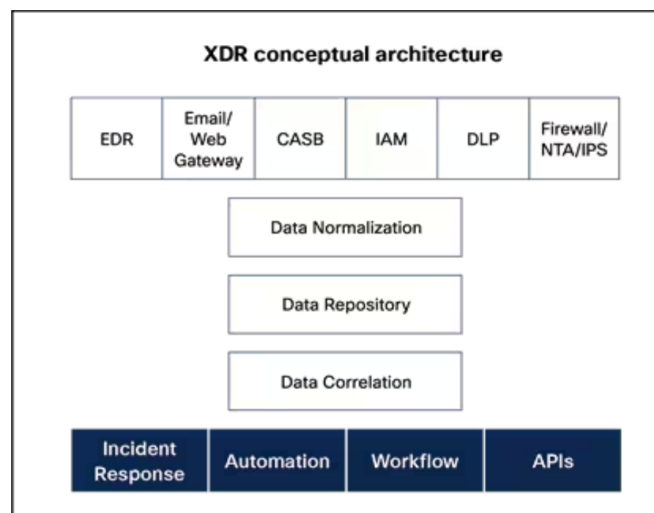 XDR conceptual architecture
EDR
Email/
Web
Gateway
CASB
IAM
DLP
Firewall/
NTA/IPS
Data Normalization
Data Repository
Data Correlation
Incident
Response
Automation
Workflow
APIs